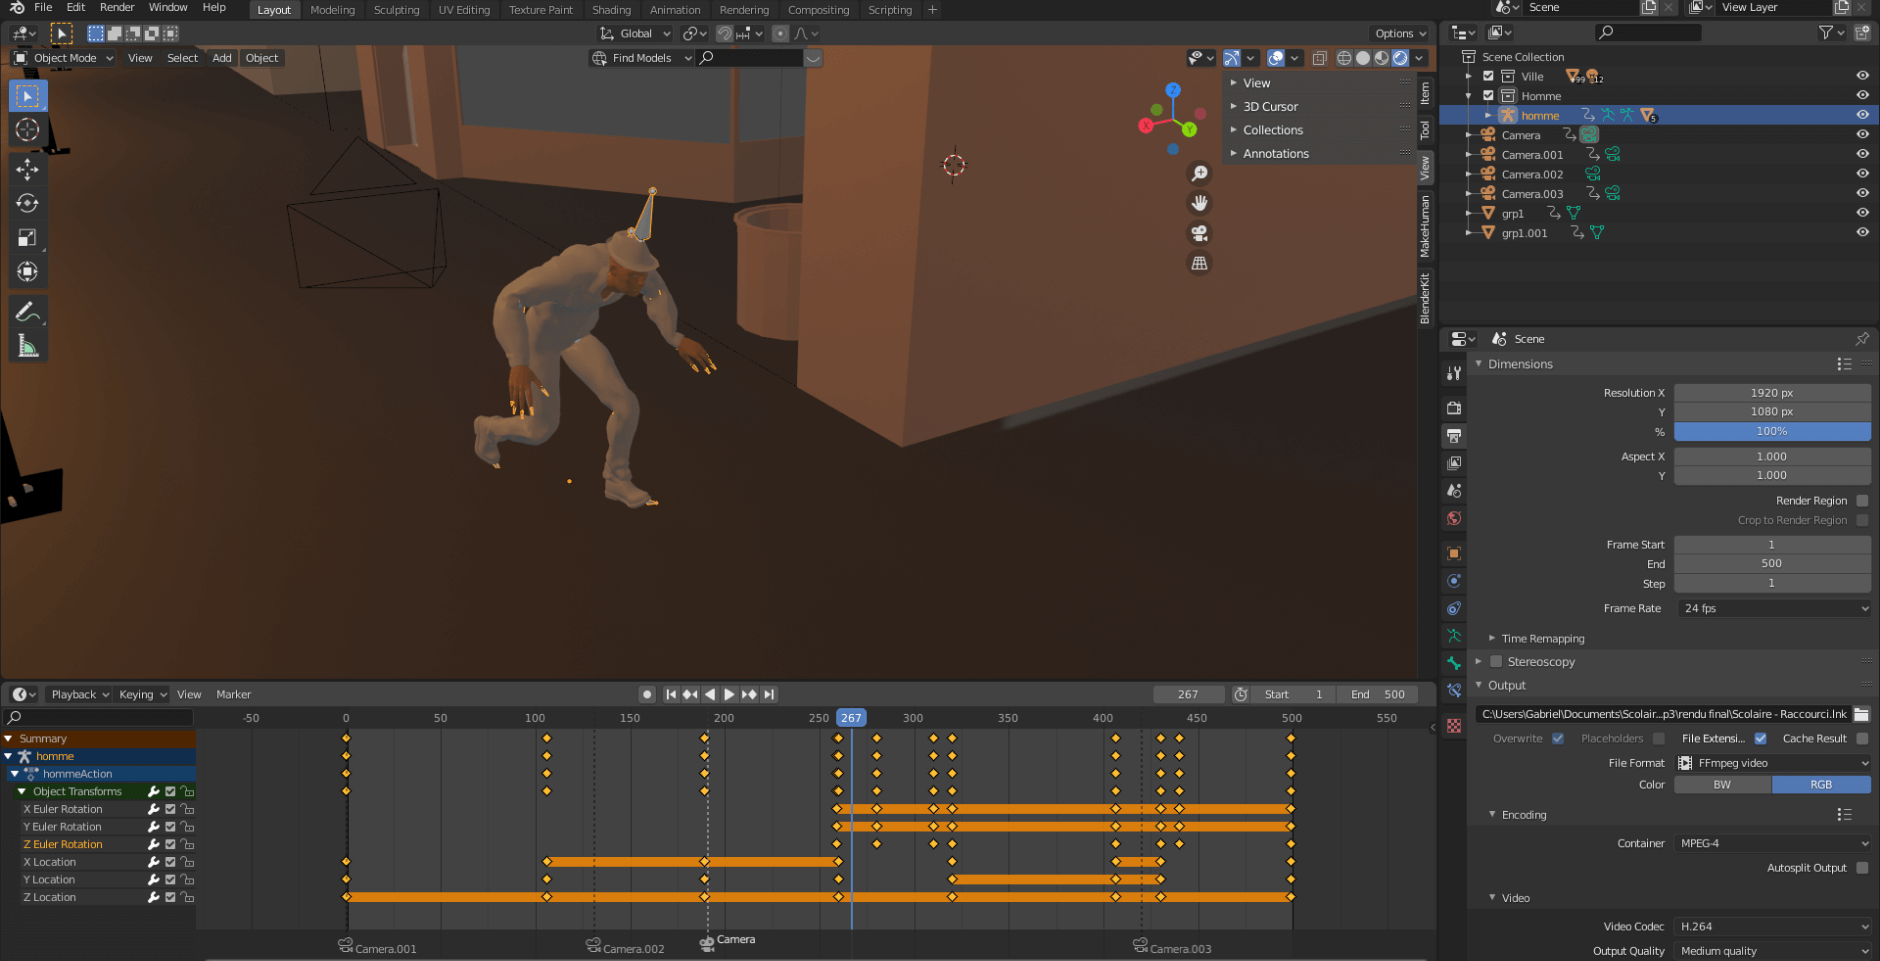 File Edit Render Window Help Layout Modeling Sculpting UV Editing Texture Paint Shading Animation Rendering Compositing Scripting + Scene View Layer
Global Options
Object Mode View Select Add Object Find Models
View
3D Cursor
Collections
Annotations
Item
Tool
View
MakeHuman
BlenderKit
X Y Z
Scene Collection
Ville 99 12
Homme
homme 5
Camera
Camera.001
Camera.002
Camera.003
grp1
grp1.001
Scene
Dimensions
Resolution X 1920 px
Y 1080 px
% 100%
Aspect X 1.000
Y 1.000
Render Region
Crop to Render Region
Frame Start 1
End 500
Step 1
Frame Rate 24 fps
Time Remapping
Stereoscopy
Output
C:\Users\Gabriel\Documents\Scolair...p3\rendu final\Scolaire - Raccourci.lnk
Overwrite Placeholders File Extensi... Cache Result
File Format FFmpeg video
Color BW RGB
Encoding
Container MPEG-4
Autosplit Output
Video
Video Codec H.264
Output Quality Medium quality
Playback Keying View Marker 267 Start 1 End 500
-50 0 50 100 150 200 250 267 300 350 400 450 500 550
Summary
homme
hommeAction
Object Transforms
X Euler Rotation
Y Euler Rotation
Z Euler Rotation
X Location
Y Location
Z Location
Camera.001 Camera.002 Camera Camera.003